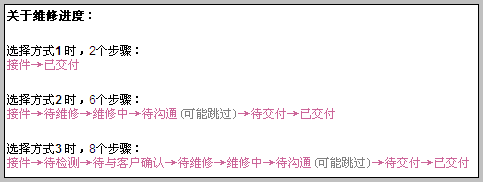 关于维修进度：
选择方式1时，2个步骤：
接件→已交付
选择方式2时，6个步骤：
接件→待维修→维修中→待沟通(可能跳过)→待交付→已交付
选择方式3时，8个步骤：
接件→待检测→待与客户确认→待维修→维修中→待沟通(可能跳过)→待交付→已交付